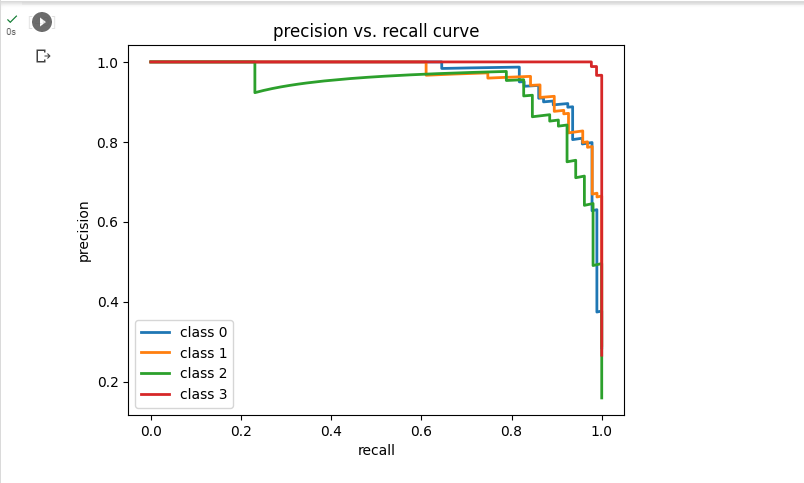 0s
precision vs. recall curve
1.0
0.8
0.6
0.4
0.2
precision
class 0
class 1
class 2
class 3
0.0 0.2 0.4 0.6 0.8 1.0
recall